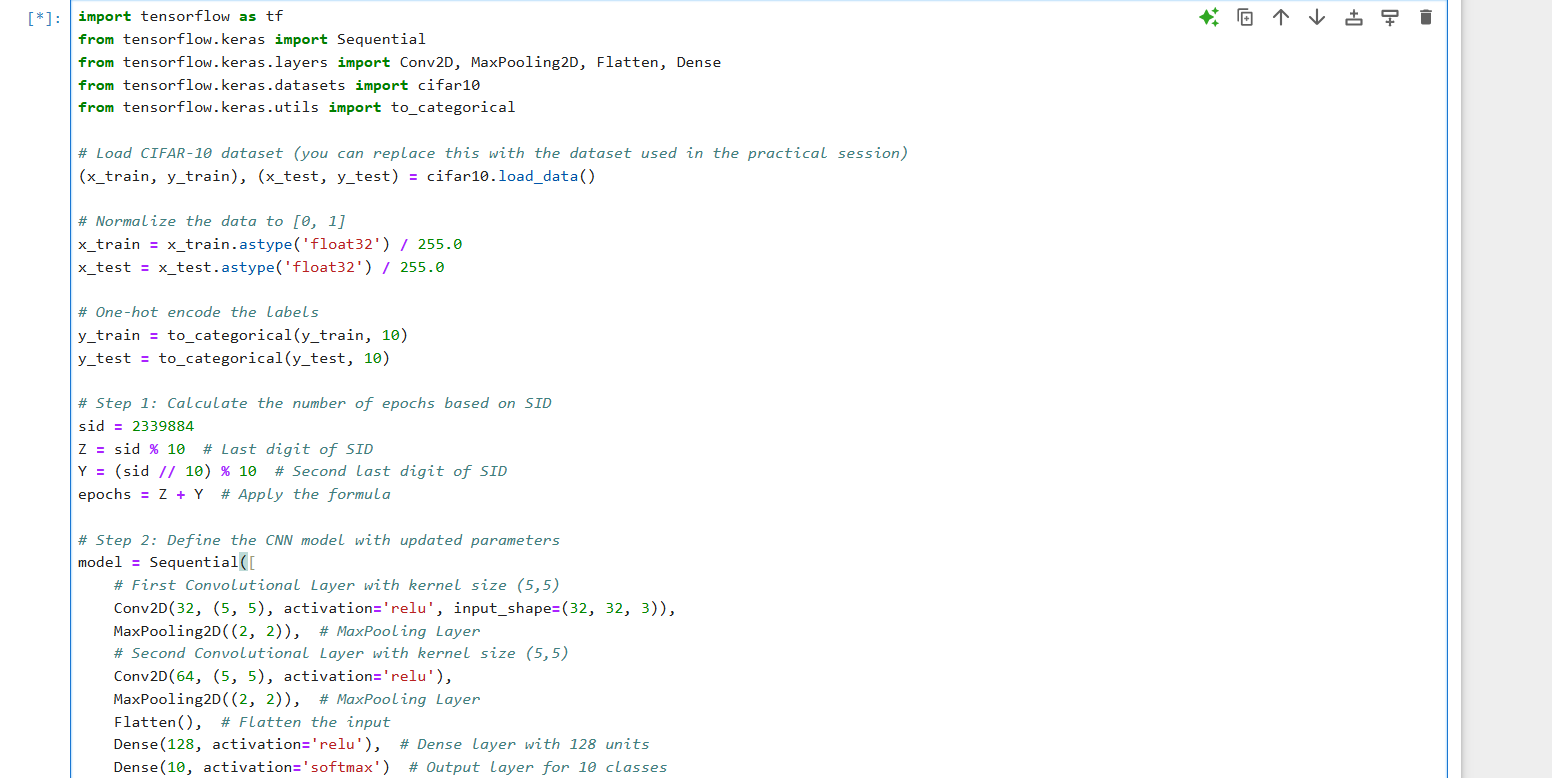 [*]:
import tensorflow as tf
from tensorflow.keras import Sequential
from tensorflow.keras.layers import Conv2D, MaxPooling2D, Flatten, Dense
from tensorflow.keras.datasets import cifar10
from tensorflow.keras.utils import to_categorical

# Load CIFAR-10 dataset (you can replace this with the dataset used in the practical session)
(x_train, y_train), (x_test, y_test) = cifar10.load_data()

# Normalize the data to [0, 1]
x_train = x_train.astype('float32') / 255.0
x_test = x_test.astype('float32') / 255.0

# One-hot encode the labels
y_train = to_categorical(y_train, 10)
y_test = to_categorical(y_test, 10)

# Step 1: Calculate the number of epochs based on SID
sid = 2339884
Z = sid % 10  # Last digit of SID
Y = (sid // 10) % 10  # Second last digit of SID
epochs = Z + Y  # Apply the formula

# Step 2: Define the CNN model with updated parameters
model = Sequential([
    # First Convolutional Layer with kernel size (5,5)
    Conv2D(32, (5, 5), activation='relu', input_shape=(32, 32, 3)),
    MaxPooling2D((2, 2)),  # MaxPooling Layer
    # Second Convolutional Layer with kernel size (5,5)
    Conv2D(64, (5, 5), activation='relu'),
    MaxPooling2D((2, 2)),  # MaxPooling Layer
    Flatten(),  # Flatten the input
    Dense(128, activation='relu'),  # Dense layer with 128 units
    Dense(10, activation='softmax')  # Output layer for 10 classes